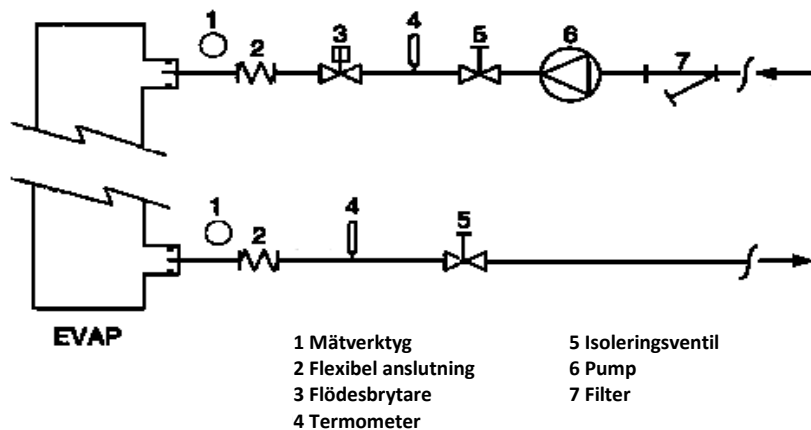 1
2
3
4
5
6
7
1
2
4
5
EVAP
1 Mätverktyg
2 Flexibel anslutning
3 Flödesbrytare
4 Termometer
5 Isoleringsventil
6 Pump
7 Filter